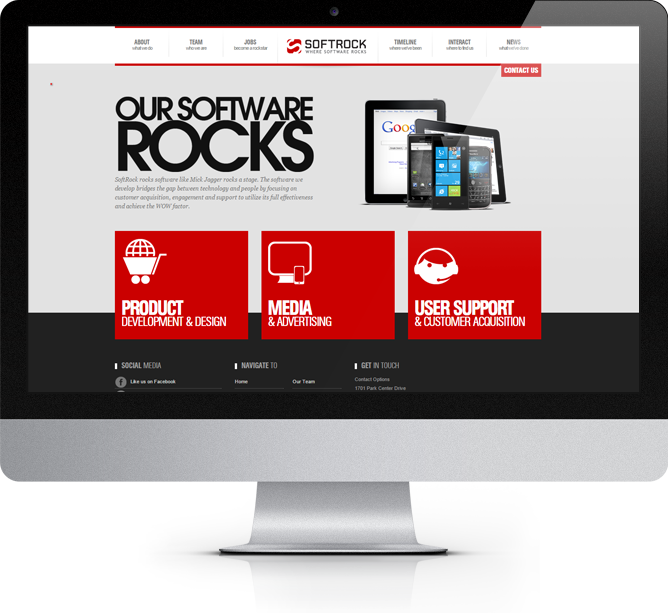 ABOUT
what we do
TEAM
who we are
JOBS
become a rockstar
SOFTROCK
WHERE SOFTWARE ROCKS
TIMELINE
where we've been
INTERACT
where to find us
NEWS
what we've done
CONTACT US
OUR SOFTWARE
ROCKS
SoftRock rocks software like Mick Jagger rocks a stage. The software we
develop bridges the gap between technology and people by focusing on
customer acquisition, engagement and support to utilize its full effectiveness
and achieve the WOW factor.
Google
PRODUCT
DEVELOPMENT & DESIGN
MEDIA
& ADVERTISING
USER SUPPORT
& CUSTOMER ACQUISITION
SOCIAL MEDIA
Like us on Facebook
NAVIGATE TO
Home
Our Team
GET IN TOUCH
Contact Options
1701 Park Center Drive